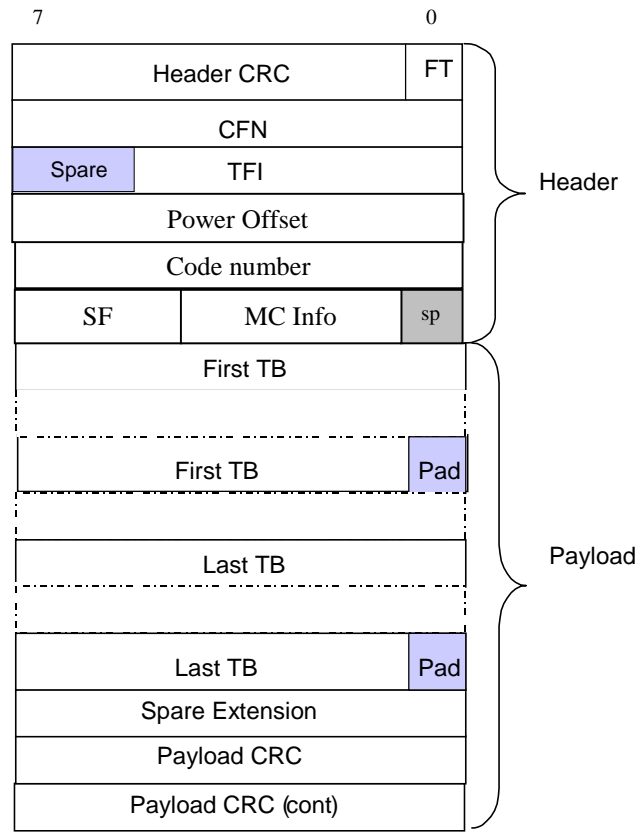 7 0
Header CRC FT
CFN
Spare TFI
Header
Power Offset
Code number
SF MC Info sp
First TB
First TB Pad
Payload
Last TB
Last TB Pad
Spare Extension
Payload CRC
Payload CRC (cont)